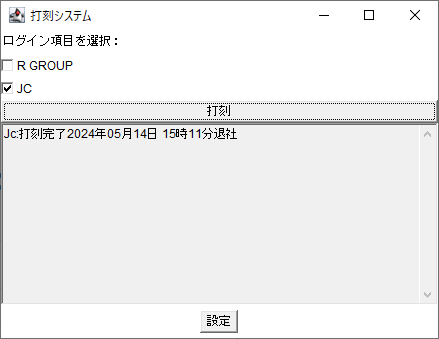 打刻システム
ログイン項目を選択：
R GROUP
JC
打刻
Jc:打刻完了2024年05月14日 15時11分退社
設定